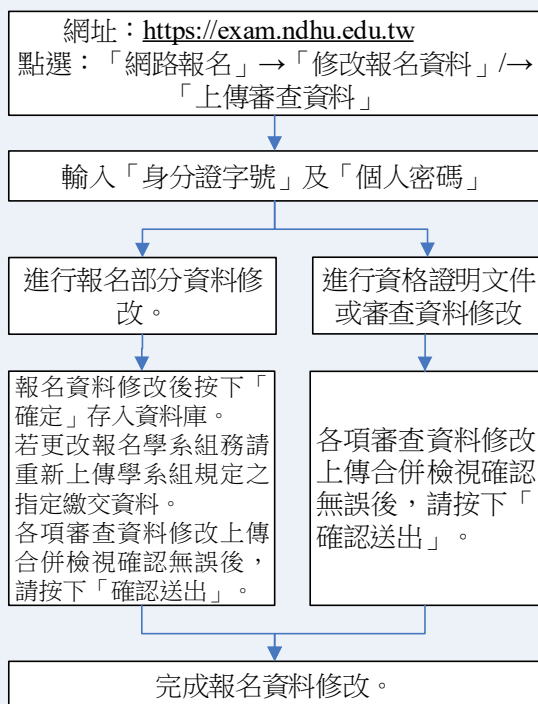 網址：https://exam.ndhu.edu.tw
點選：「網路報名」→「修改報名資料」/→
「上傳審查資料」
輸入「身分證字號」及「個人密碼」
進行報名部分資料修
改。
進行資格證明文件
或審查資料修改
報名資料修改後按下「
確定」存入資料庫。
若更改報名學系組務請
重新上傳學系組規定之
指定繳交資料。
各項審查資料修改上傳
合併檢視確認無誤後，
請按下「確認送出」。
各項審查資料修改
上傳合併檢視確認
無誤後，請按下「
確認送出」。
完成報名資料修改。